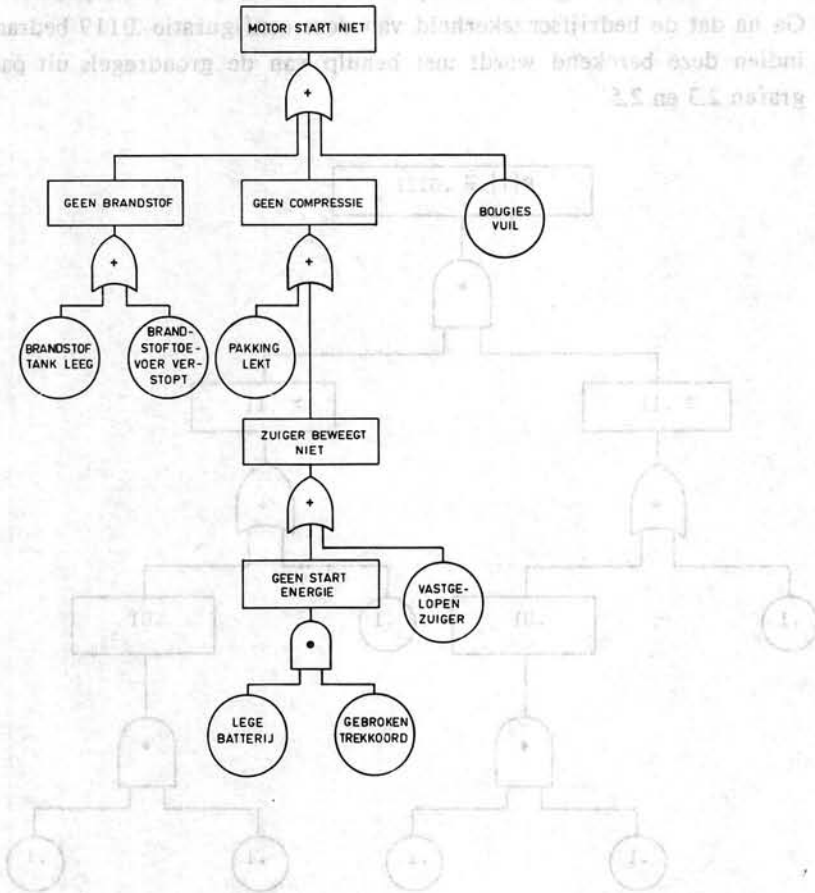 MOTOR START NIET
+
GEEN BRANDSTOF
GEEN COMPRESSIE
BOUGIES
VUIL
+
+
BRANDSTOF
TANK LEEG
BRAND-
STOFTOE-
VOER VER-
STOPT
PAKKING
LEKT
ZUIGER BEWEEGT
NIET
+
GEEN START
ENERGIE
VASTGE-
LOPEN
ZUIGER
LEGE
BATTERIJ
GEBROKEN
TREKKOORD